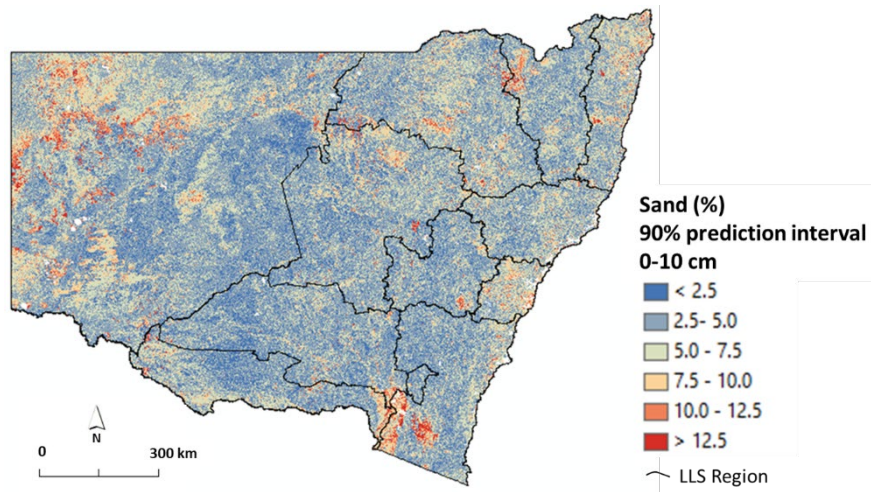 Sand (%)
90% prediction interval
0-10 cm
< 2.5
2.5- 5.0
5.0 - 7.5
7.5 - 10.0
10.0 - 12.5
> 12.5
LLS Region
N
0 300 km